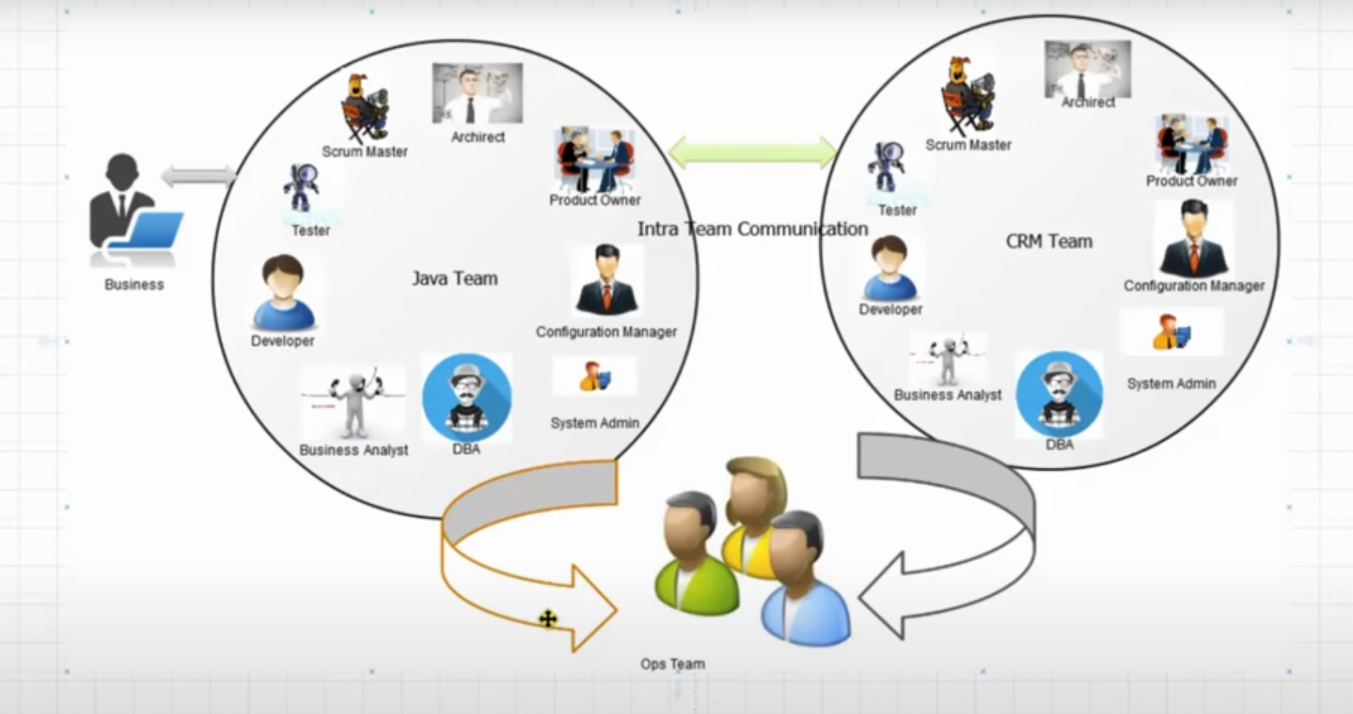 Scrum Master
Archirect
Product Owner
Tester
Java Team
Developer
Configuration Manager
System Admin
Business Analyst
DBA
Business
Intra Team Communication
Scrum Master
Archirect
Product Owner
Tester
CRM Team
Configuration Manager
Developer
System Admin
Business Analyst
DBA
Ops Team